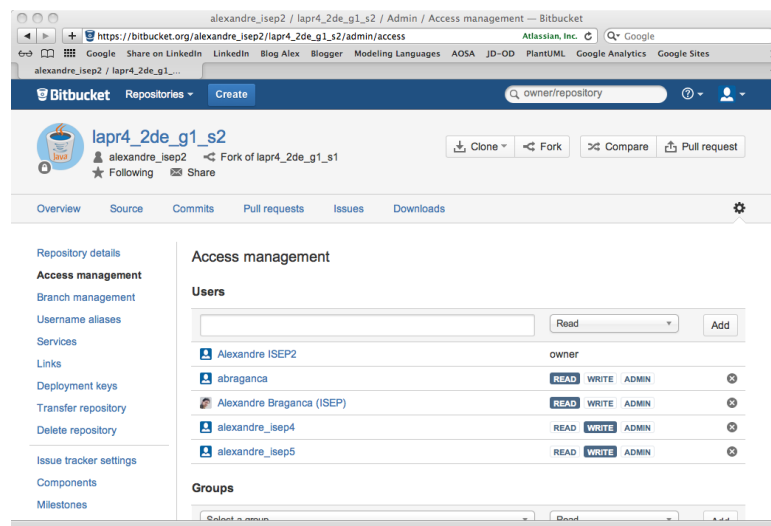 alexandre_isep2 / lapr4_2de_g1_s2 / Admin / Access management — Bitbucket
https://bitbucket.org/alexandre_isep2/lapr4_2de_g1_s2/admin/access Atlassian, Inc. Google
Google Share on LinkedIn LinkedIn Blog Alex Blogger Modeling Languages AOSA JD-OD PlantUML Google Analytics Google Sites
alexandre_isep2 / lapr4_2de_g1_...
Bitbucket Repositories Create owner/repository
lapr4_2de_g1_s2
Java
alexandre_isep2 Fork of lapr4_2de_g1_s1
Following Share
Clone Fork Compare Pull request
Overview Source Commits Pull requests Issues Downloads
Repository details
Access management
Branch management
Username aliases
Services
Links
Deployment keys
Transfer repository
Delete repository
Issue tracker settings
Components
Milestones
Access management
Users
Read Add
Alexandre ISEP2 owner
abraganca READ WRITE ADMIN
Alexandre Braganca (ISEP) READ WRITE ADMIN
alexandre_isep4 READ WRITE ADMIN
alexandre_isep5 READ WRITE ADMIN
Groups
Select a group Read Add